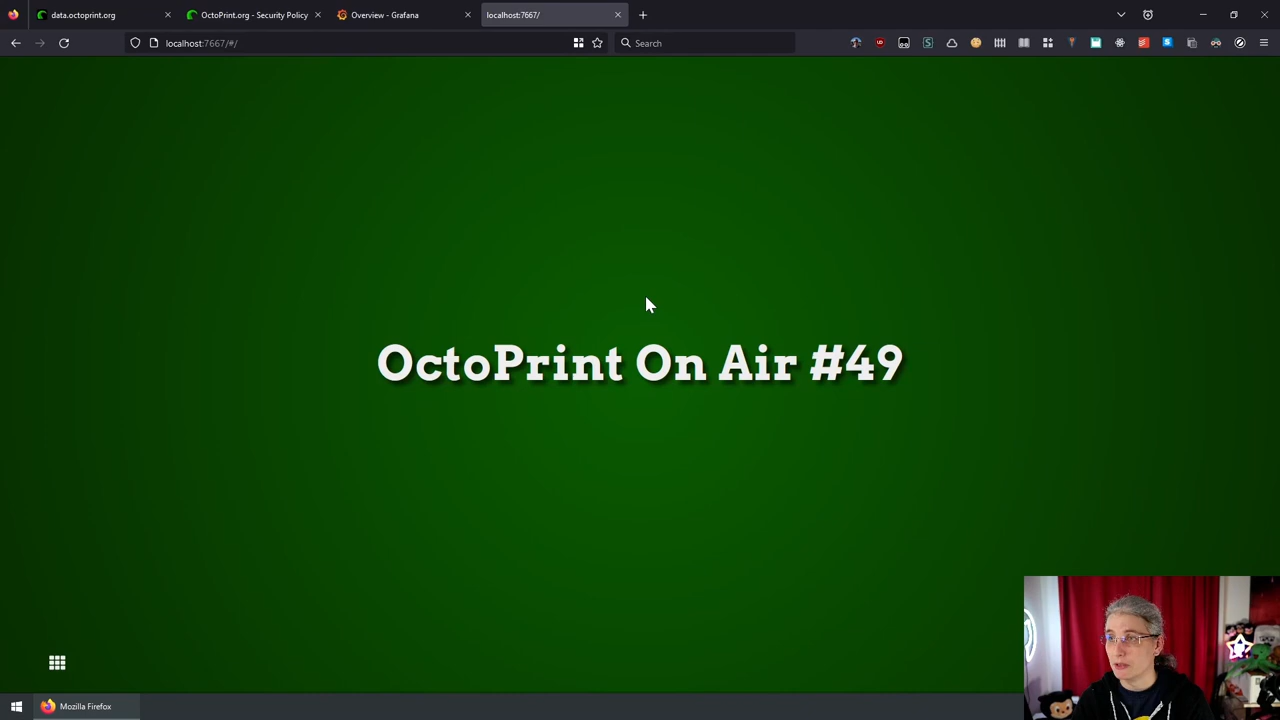 data.octoprint.org
OctoPrint.org - Security Policy
Overview - Grafana
localhost:7667/
localhost:7667/#/
Search
OctoPrint On Air #49
Mozilla Firefox